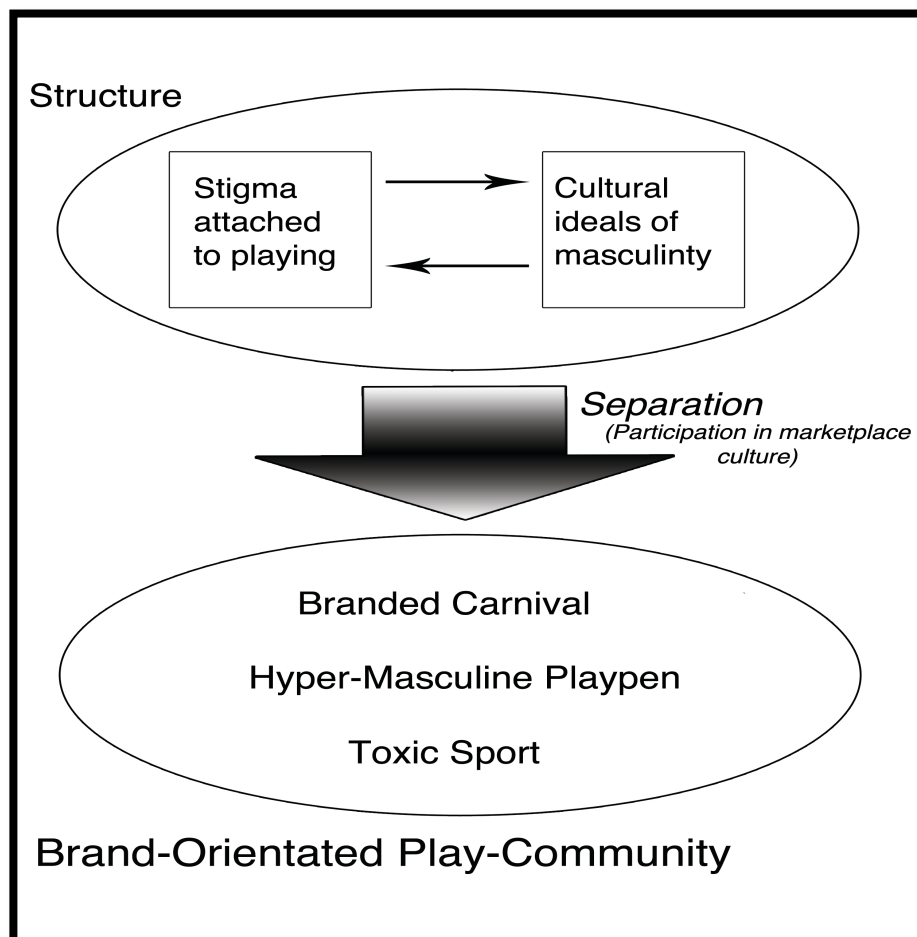 Structure
Stigma
attached
to playing
Cultural
ideals of
masculinty
Separation
(Participation in marketplace
culture)
Branded Carnival
Hyper-Masculine Playpen
Toxic Sport
Brand-Orientated Play-Community